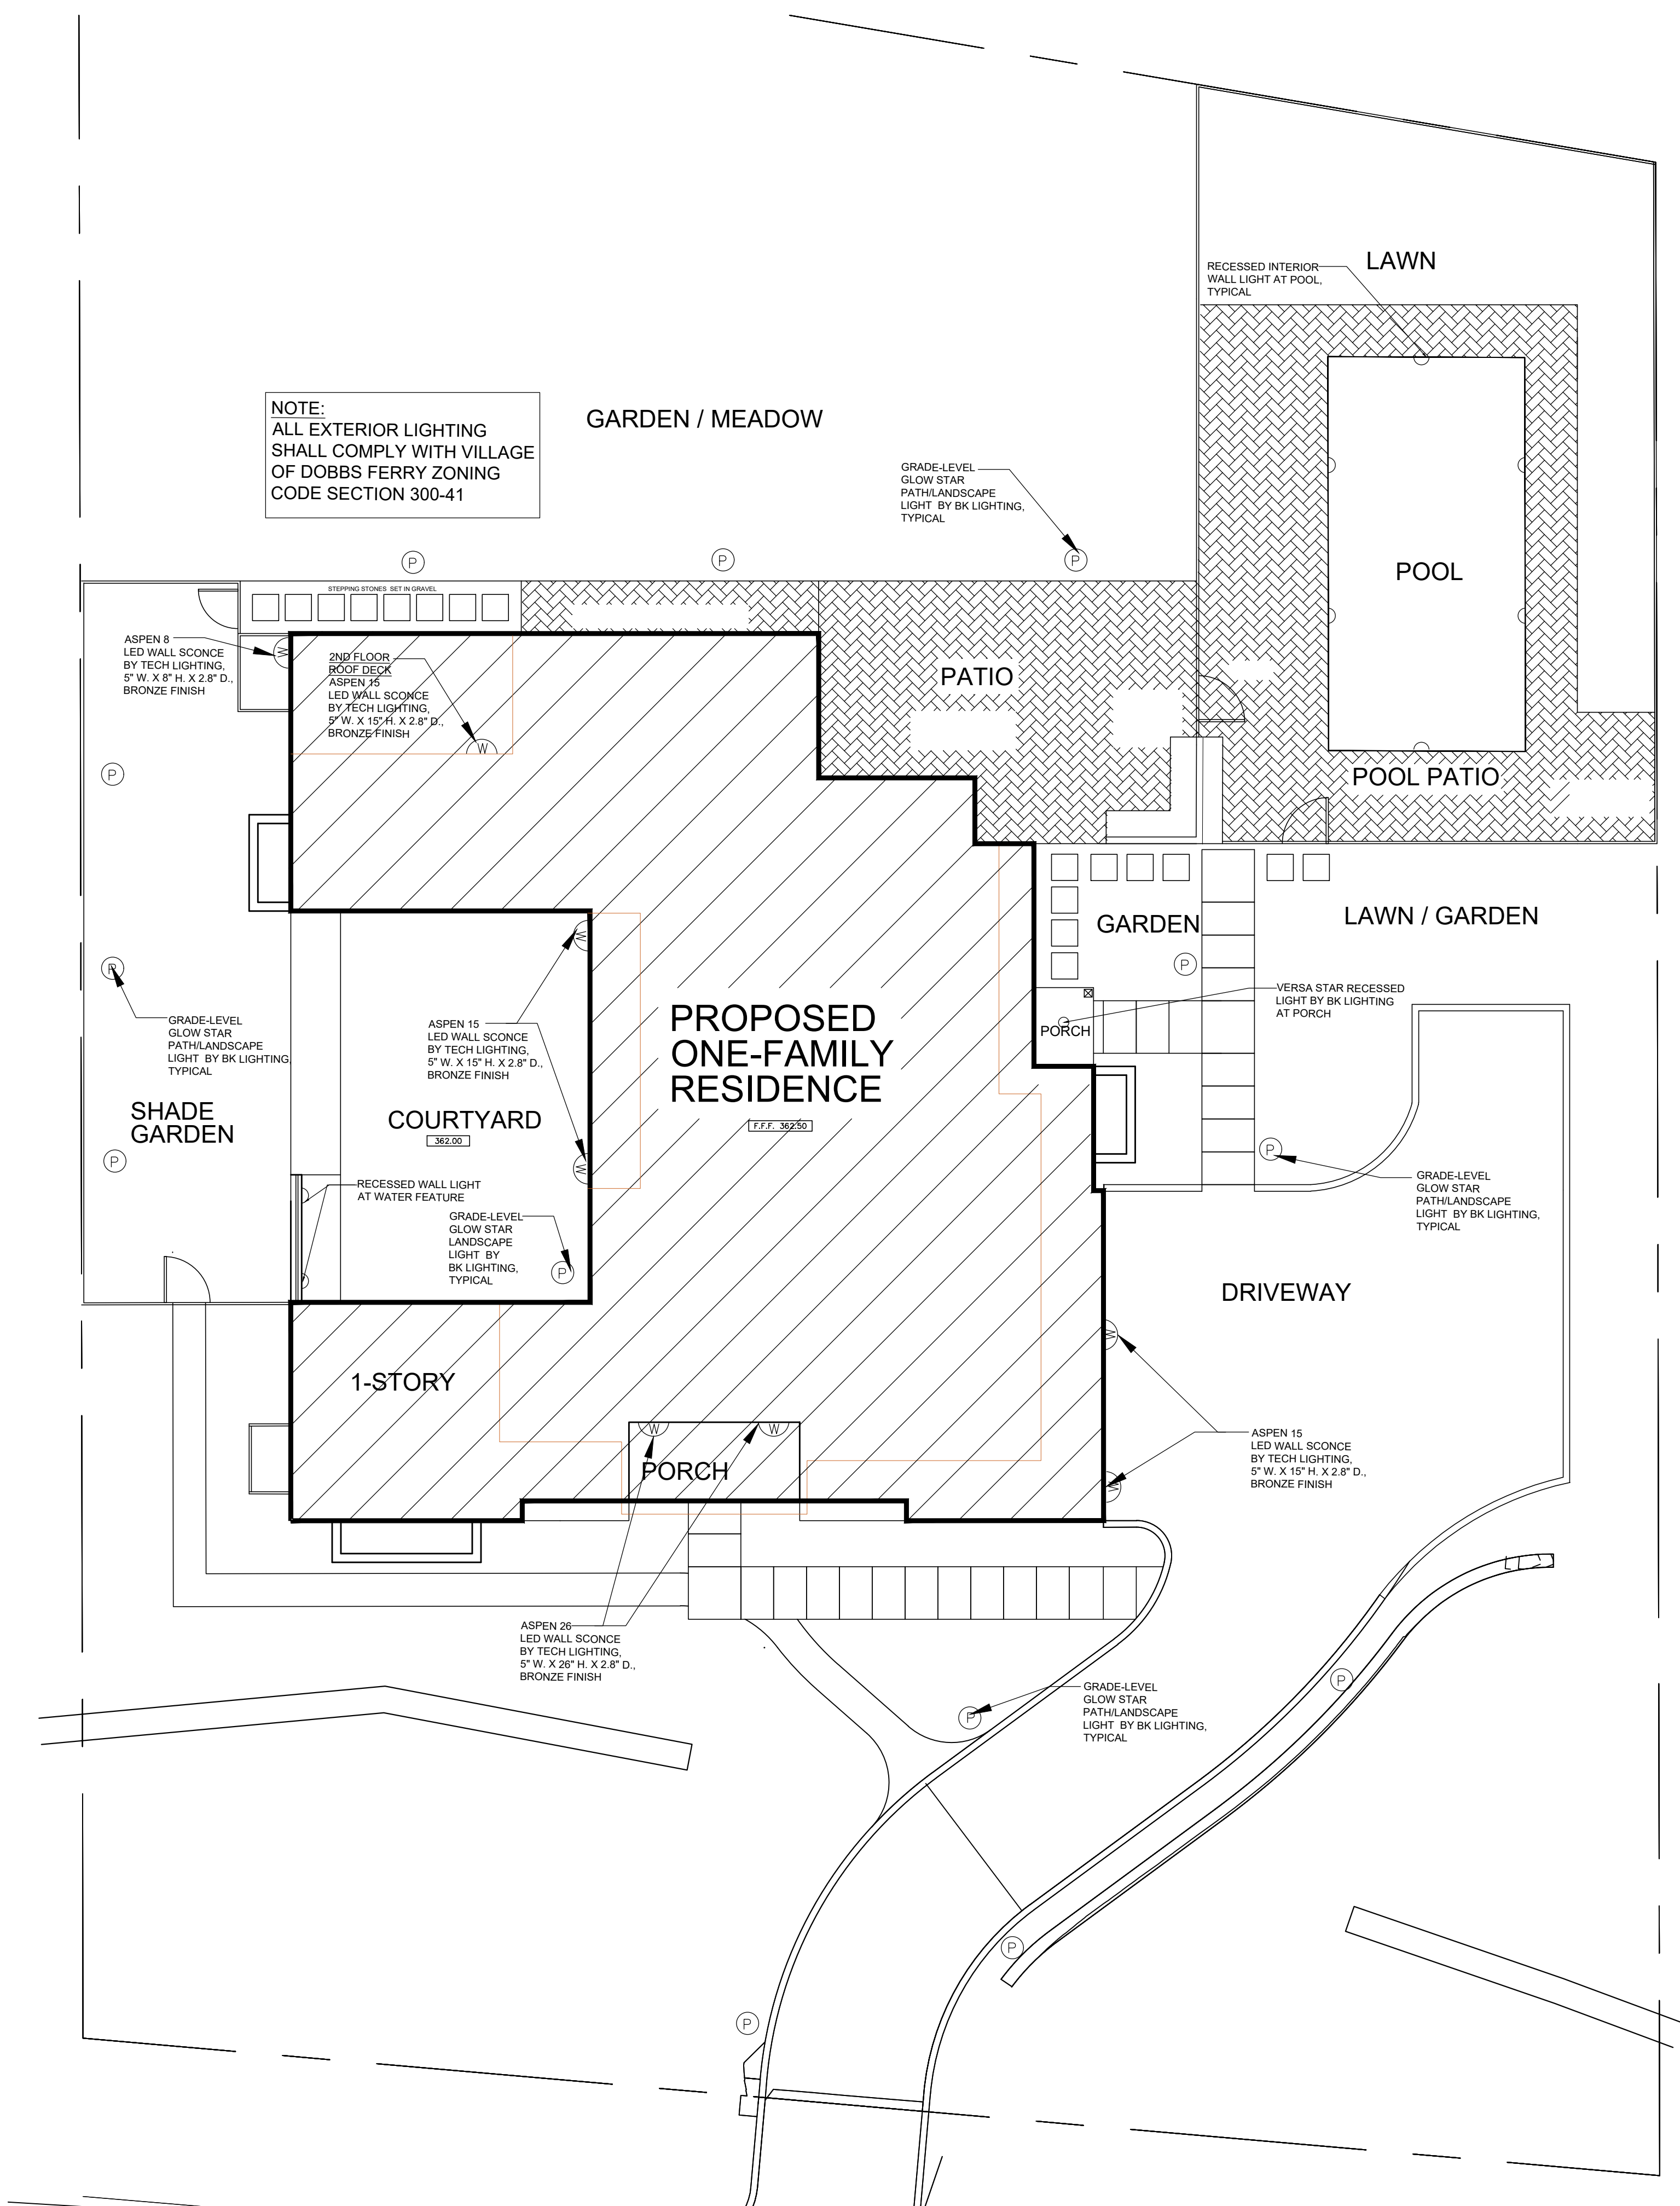 RECESSED INTERIOR
WALL LIGHT AT POOL,
TYPICAL
LAWN
NOTE:
ALL EXTERIOR LIGHTING
SHALL COMPLY WITH VILLAGE
OF DOBBS FERRY ZONING
CODE SECTION 300-41
GARDEN / MEADOW
GRADE-LEVEL
GLOW STAR
PATH/LANDSCAPE
LIGHT BY BK LIGHTING,
TYPICAL
P
P
P
POOL
STEPPING STONES SET IN GRAVEL
ASPEN 8
LED WALL SCONCE
BY TECH LIGHTING,
5" W. X 8" H. X 2.8" D.,
BRONZE FINISH
W
2ND FLOOR
ROOF DECK
ASPEN 15
LED WALL SCONCE
BY TECH LIGHTING,
5" W. X 15" H. X 2.8" D.,
BRONZE FINISH
W
PATIO
P
POOL PATIO
GARDEN
LAWN / GARDEN
W
P
P
VERSA STAR RECESSED
LIGHT BY BK LIGHTING
AT PORCH
PORCH
GRADE-LEVEL
GLOW STAR
PATH/LANDSCAPE
LIGHT BY BK LIGHTING,
TYPICAL
ASPEN 15
LED WALL SCONCE
BY TECH LIGHTING,
5" W. X 15" H. X 2.8" D.,
BRONZE FINISH
PROPOSED
ONE-FAMILY
RESIDENCE
F.F.F. 362.50
SHADE
GARDEN
COURTYARD
362.00
P
W
P
RECESSED WALL LIGHT
AT WATER FEATURE
GRADE-LEVEL
GLOW STAR
PATH/LANDSCAPE
LIGHT BY BK LIGHTING,
TYPICAL
GRADE-LEVEL
GLOW STAR
LANDSCAPE
LIGHT BY
BK LIGHTING,
TYPICAL
P
DRIVEWAY
W
1-STORY
W
W
PORCH
W
ASPEN 15
LED WALL SCONCE
BY TECH LIGHTING,
5" W. X 15" H. X 2.8" D.,
BRONZE FINISH
ASPEN 26
LED WALL SCONCE
BY TECH LIGHTING,
5" W. X 26" H. X 2.8" D.,
BRONZE FINISH
P
GRADE-LEVEL
GLOW STAR
PATH/LANDSCAPE
LIGHT BY BK LIGHTING,
TYPICAL
P
P
P